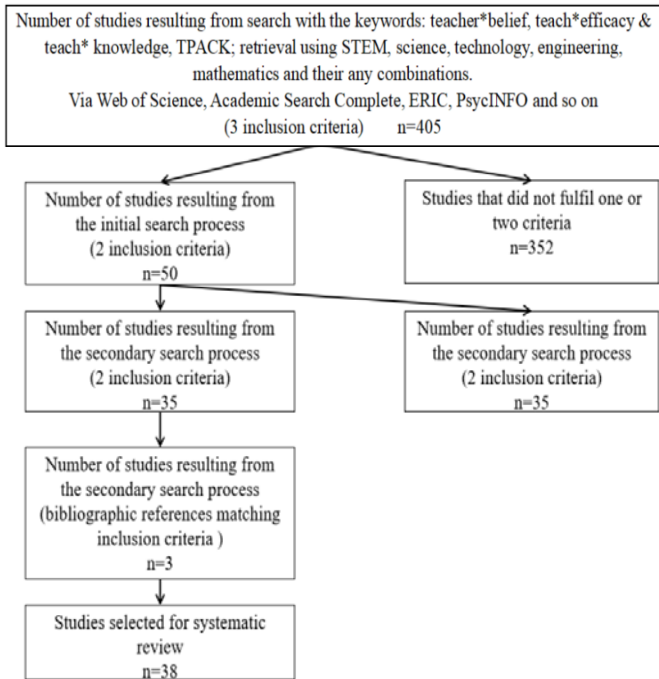 Number of studies resulting from search with the keywords: teacher*belief, teach*efficacy &
teach* knowledge, TPACK; retrieval using STEM, science, technology, engineering,
mathematics and their any combinations.
Via Web of Science, Academic Search Complete, ERIC, PsycINFO and so on
(3 inclusion criteria) n=405
Number of studies resulting from
the initial search process
(2 inclusion criteria)
n=50
Studies that did not fulfil one or
two criteria
n=352
Number of studies resulting from
the secondary search process
(2 inclusion criteria)
n=35
Number of studies resulting from
the secondary search process
(2 inclusion criteria)
n=35
Number of studies resulting from
the secondary search process
(bibliographic references matching
inclusion criteria )
n=3
Studies selected for systematic
review
n=38